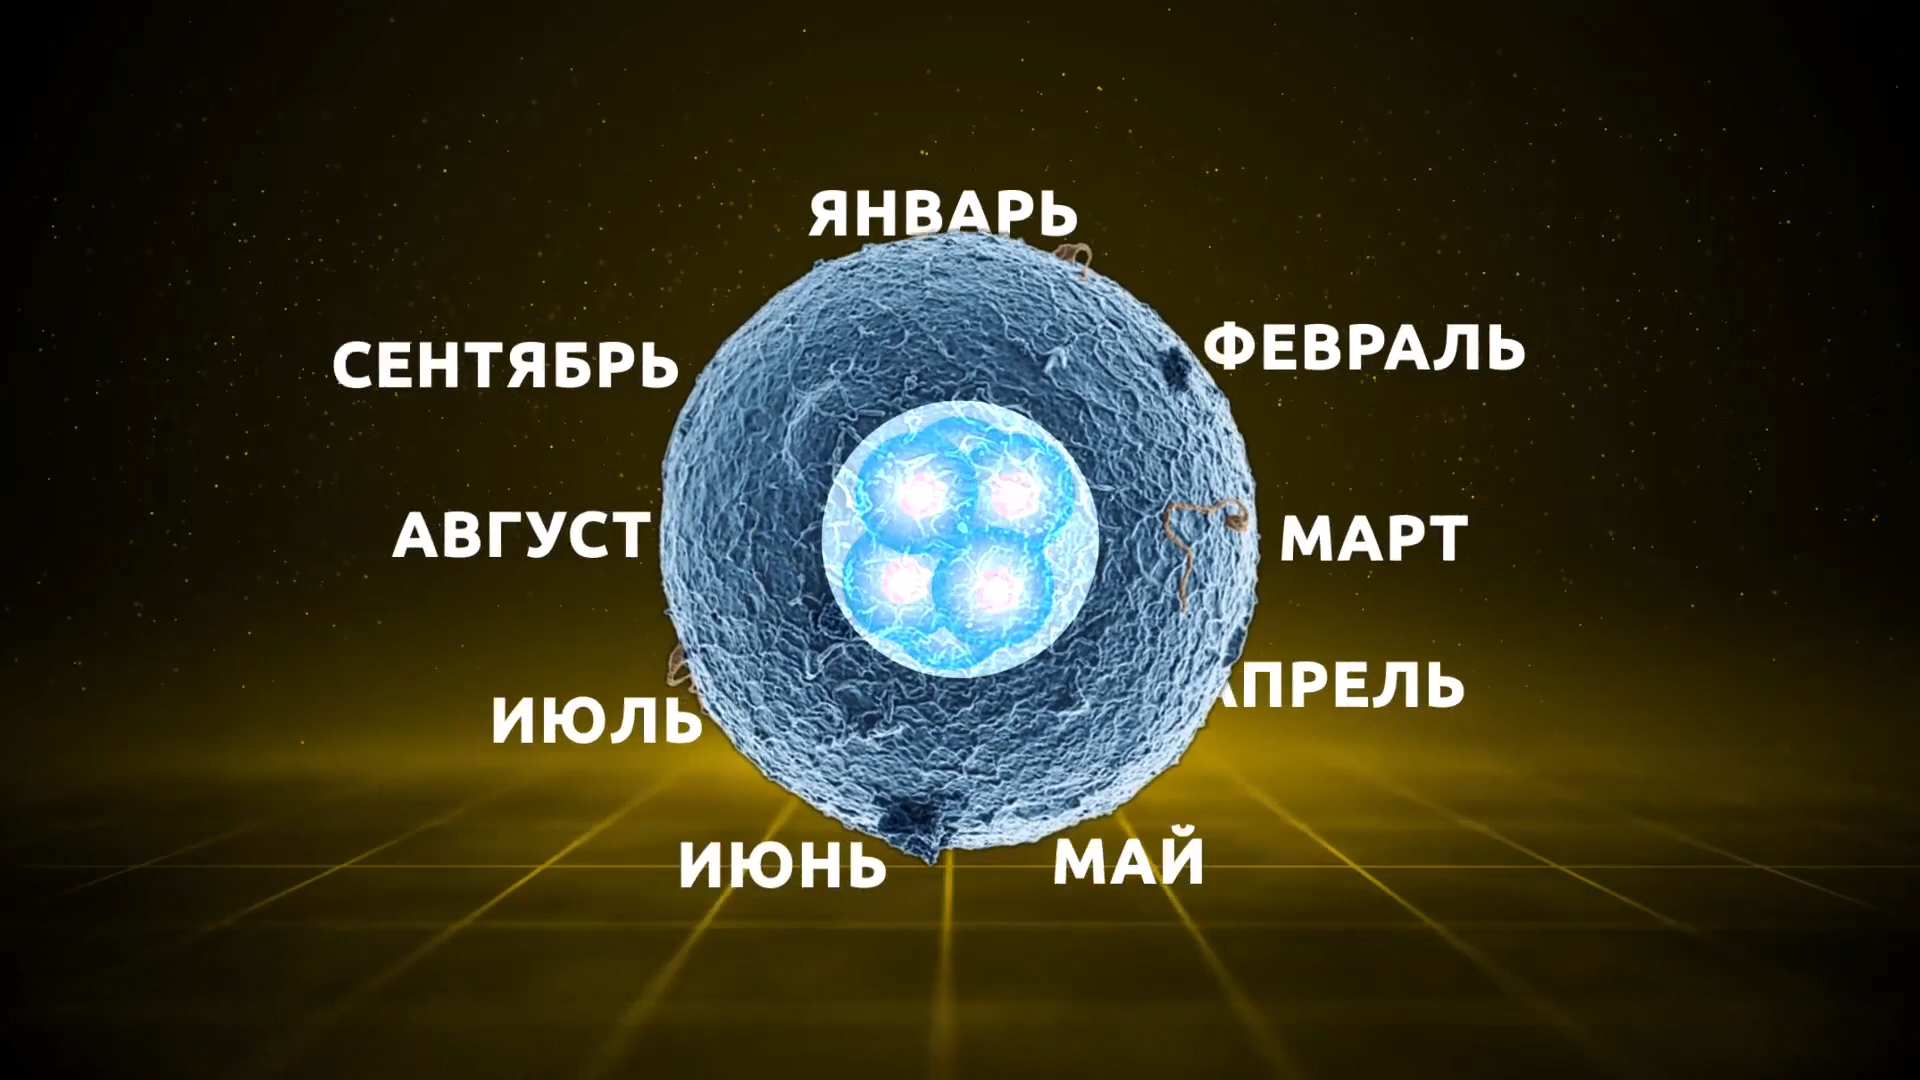 ЯНВАРЬ
ФЕВРАЛЬ
МАРТ
АПРЕЛЬ
МАЙ
ИЮНЬ
ИЮЛЬ
АВГУСТ
СЕНТЯБРЬ